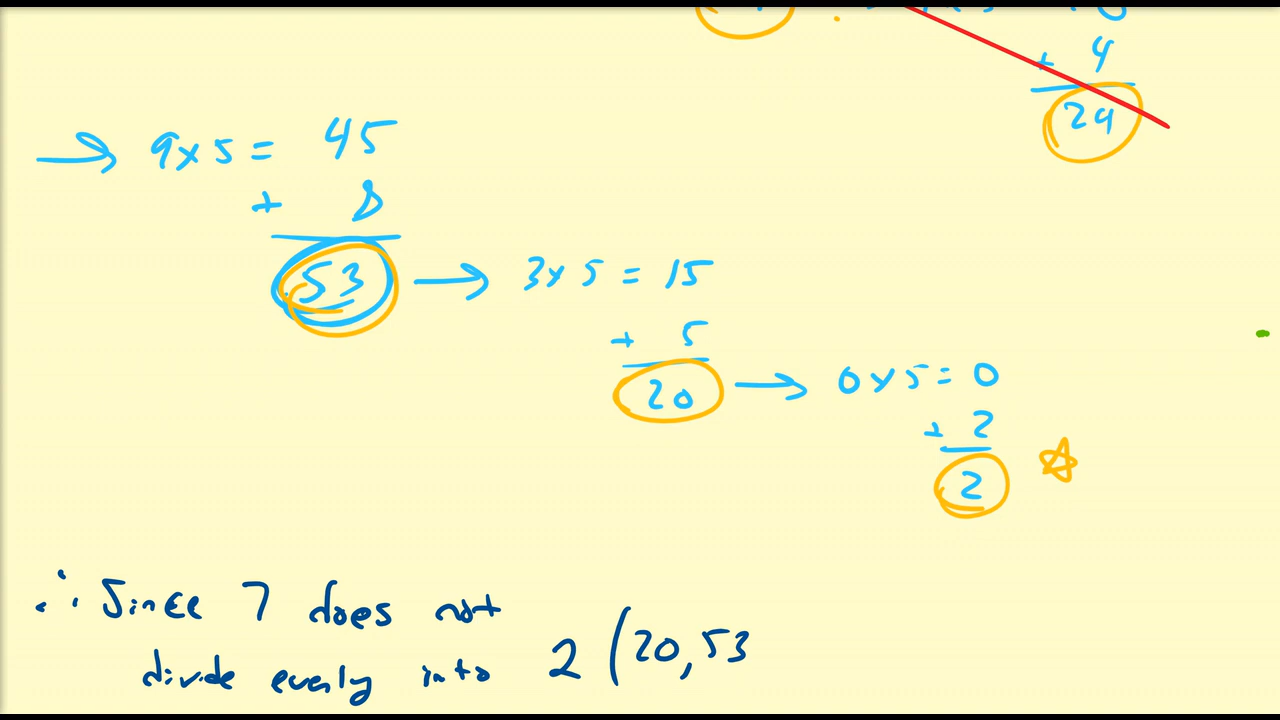 + 4
24
→ 9x5 = 45
+ 8
53 → 3x5 = 15
+ 5
20 → 0x5 = 0
+ 2
2
∴ Since 7 does not
divide evenly into 2 (20,53